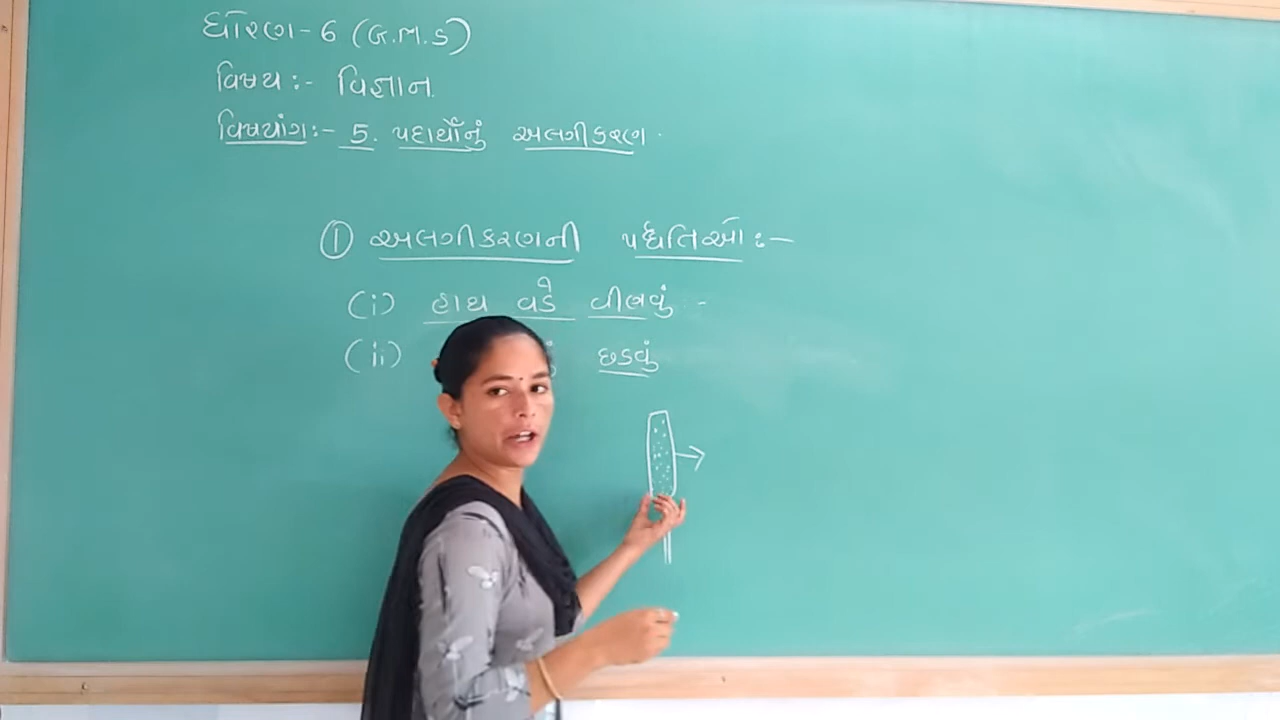 ધોરણ - 6 (G.M.S)
વિષય :- વિજ્ઞાન.
વિષયાંગ :- 5. પદાર્થોનું અલગીકરણ.
① અલગીકરણની પદ્ધતિઓ :-
(i) હાથ વડે વીણવું -
(ii) છડવું